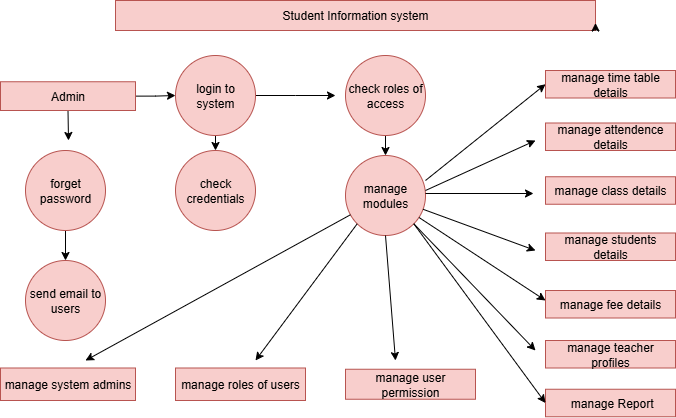 Student Information system
Admin
login to
system
check roles of
access
manage time table
details
manage attendence
details
forget
password
check
credentials
manage
modules
manage class details
manage students
details
send email to
users
manage fee details
manage teacher
profiles
manage system admins
manage roles of users
manage user
permission
manage Report